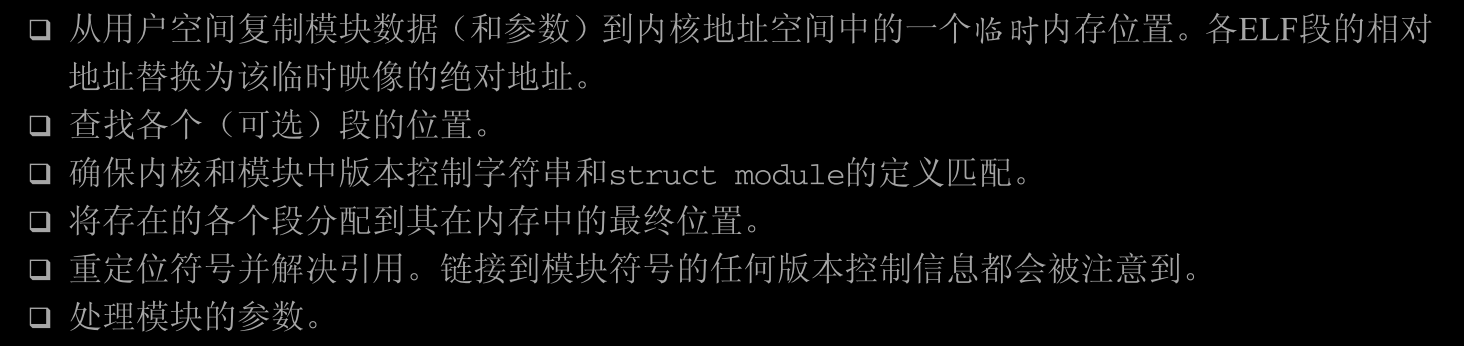 ❑ 从用户空间复制模块数据（和参数）到内核地址空间中的一个临时内存位置。各ELF段的相对
地址替换为该临时映像的绝对地址。
❑ 查找各个（可选）段的位置。
❑ 确保内核和模块中版本控制字符串和struct module的定义匹配。
❑ 将存在的各个段分配到其在内存中的最终位置。
❑ 重定位符号并解决引用。链接到模块符号的任何版本控制信息都会被注意到。
❑ 处理模块的参数。